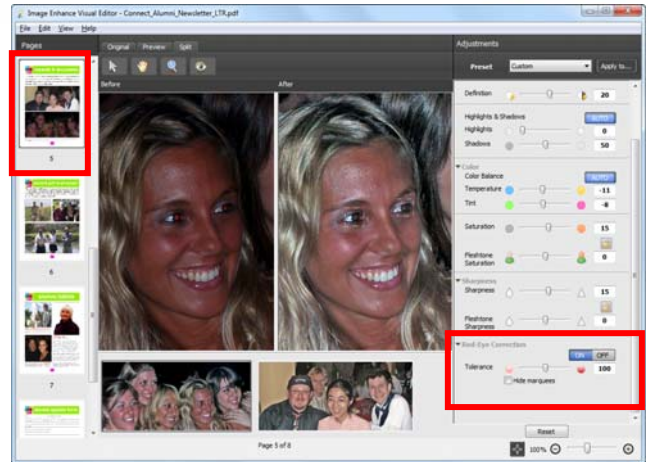 Image Enhance Visual Editor - Connect_Alumni_Newsletter_LTR.pdf
File Edit View Help
Pages
Original Preview Split
Adjustments
Preset Custom Apply to...
Before After
Definition 20
Highlights & Shadows AUTO
Highlights 0
Shadows 50
Color
Color Balance AUTO
Temperature -11
Tint -8
Saturation 15
Fleshtone
Saturation 0
Sharpness
Sharpness 15
Fleshtone
Sharpness 0
Red-Eye Correction
ON OFF
Tolerance 100
Hide marquees
5
6
7
Page 5 of 8
Reset
100%